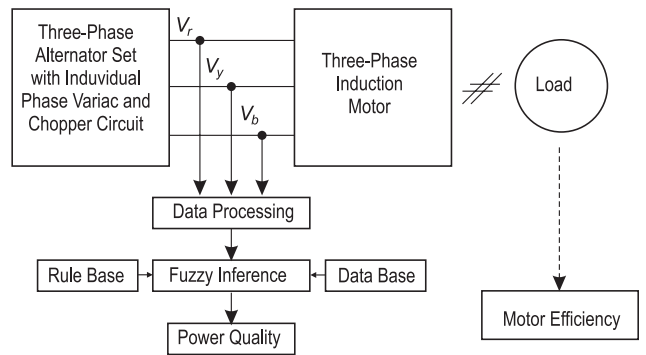 Three-Phase
Alternator Set
with Induvidual
Phase Variac and
Chopper Circuit
Vr
Vy
Vb
Three-Phase
Induction
Motor
Load
Data Processing
Rule Base
Fuzzy Inference
Data Base
Power Quality
Motor Efficiency